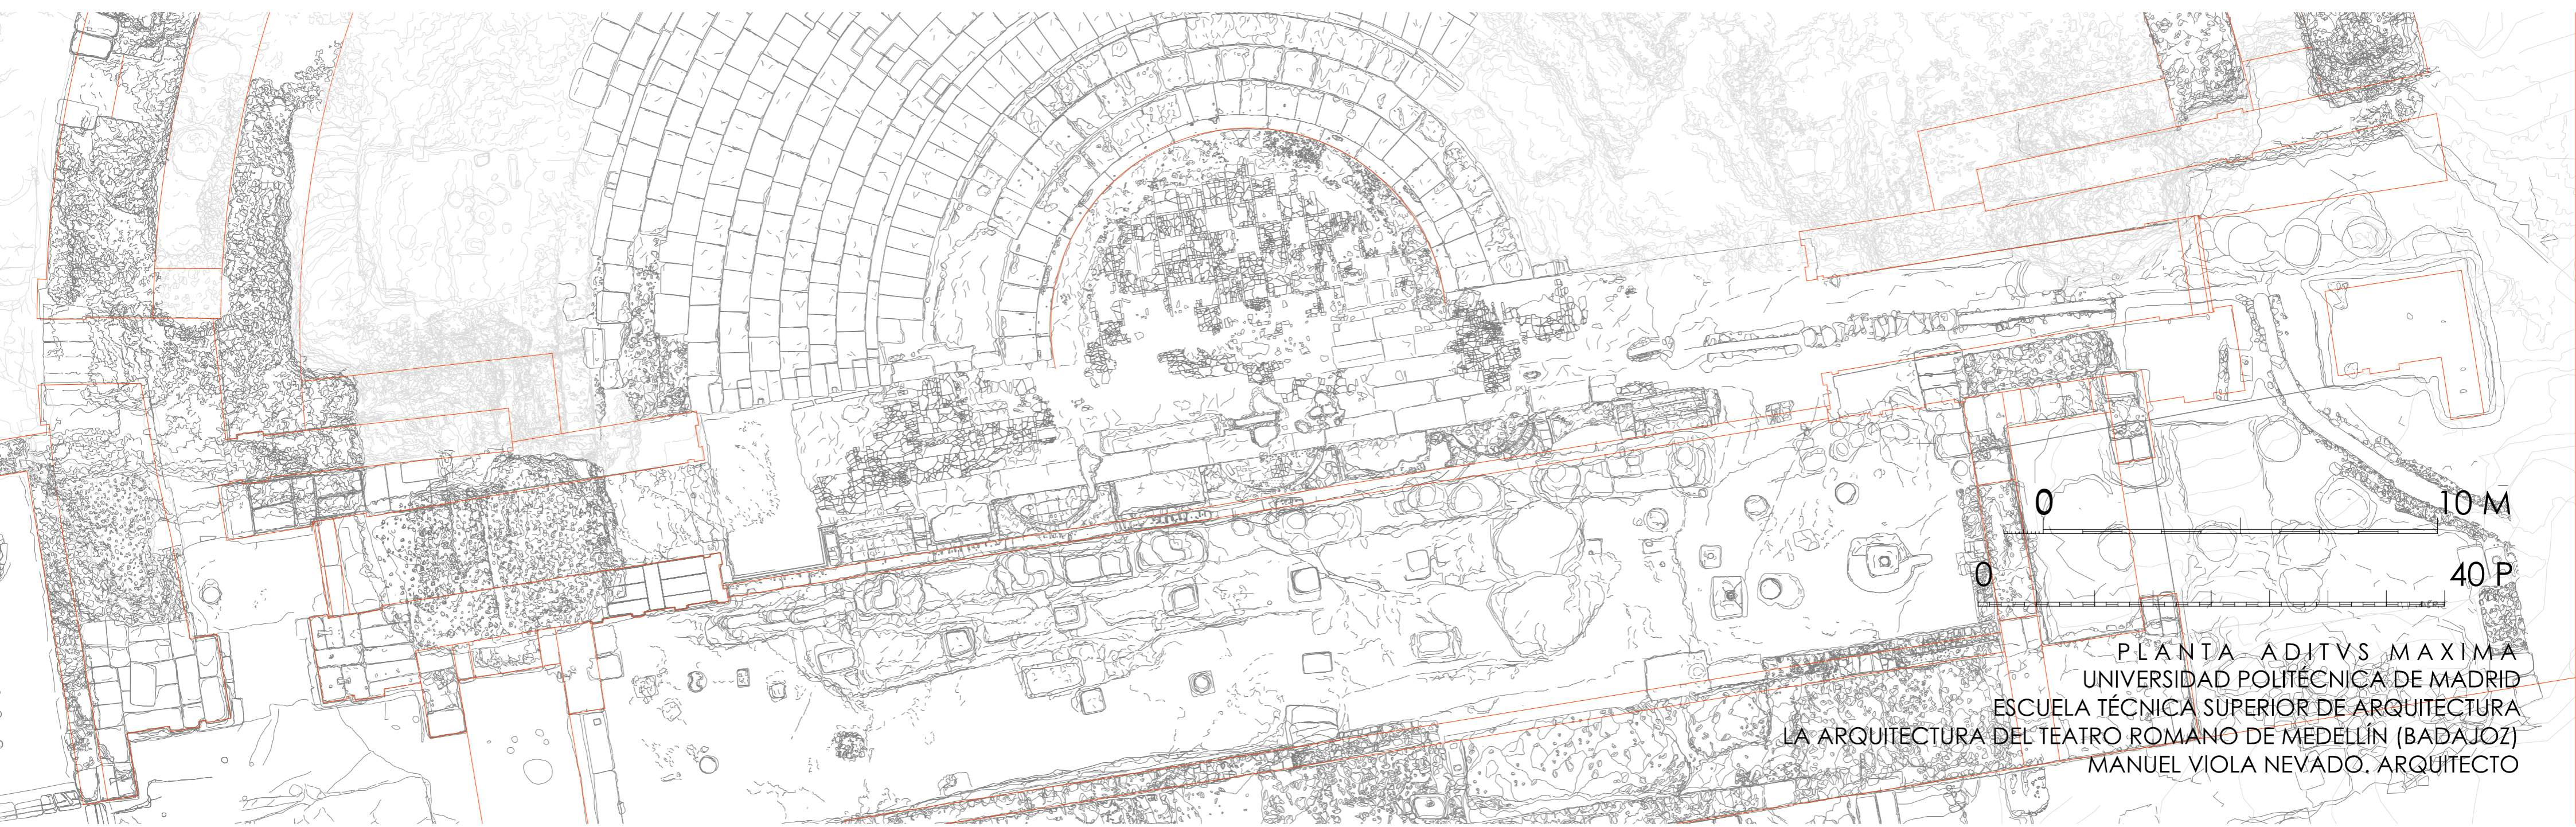 0 10 M
0 40 P
PLANTA ADITVS MAXIMA
UNIVERSIDAD POLITÉCNICA DE MADRID
ESCUELA TÉCNICA SUPERIOR DE ARQUITECTURA
LA ARQUITECTURA DEL TEATRO ROMANO DE MEDELLÍN (BADAJOZ)
MANUEL VIOLA NEVADO. ARQUITECTO